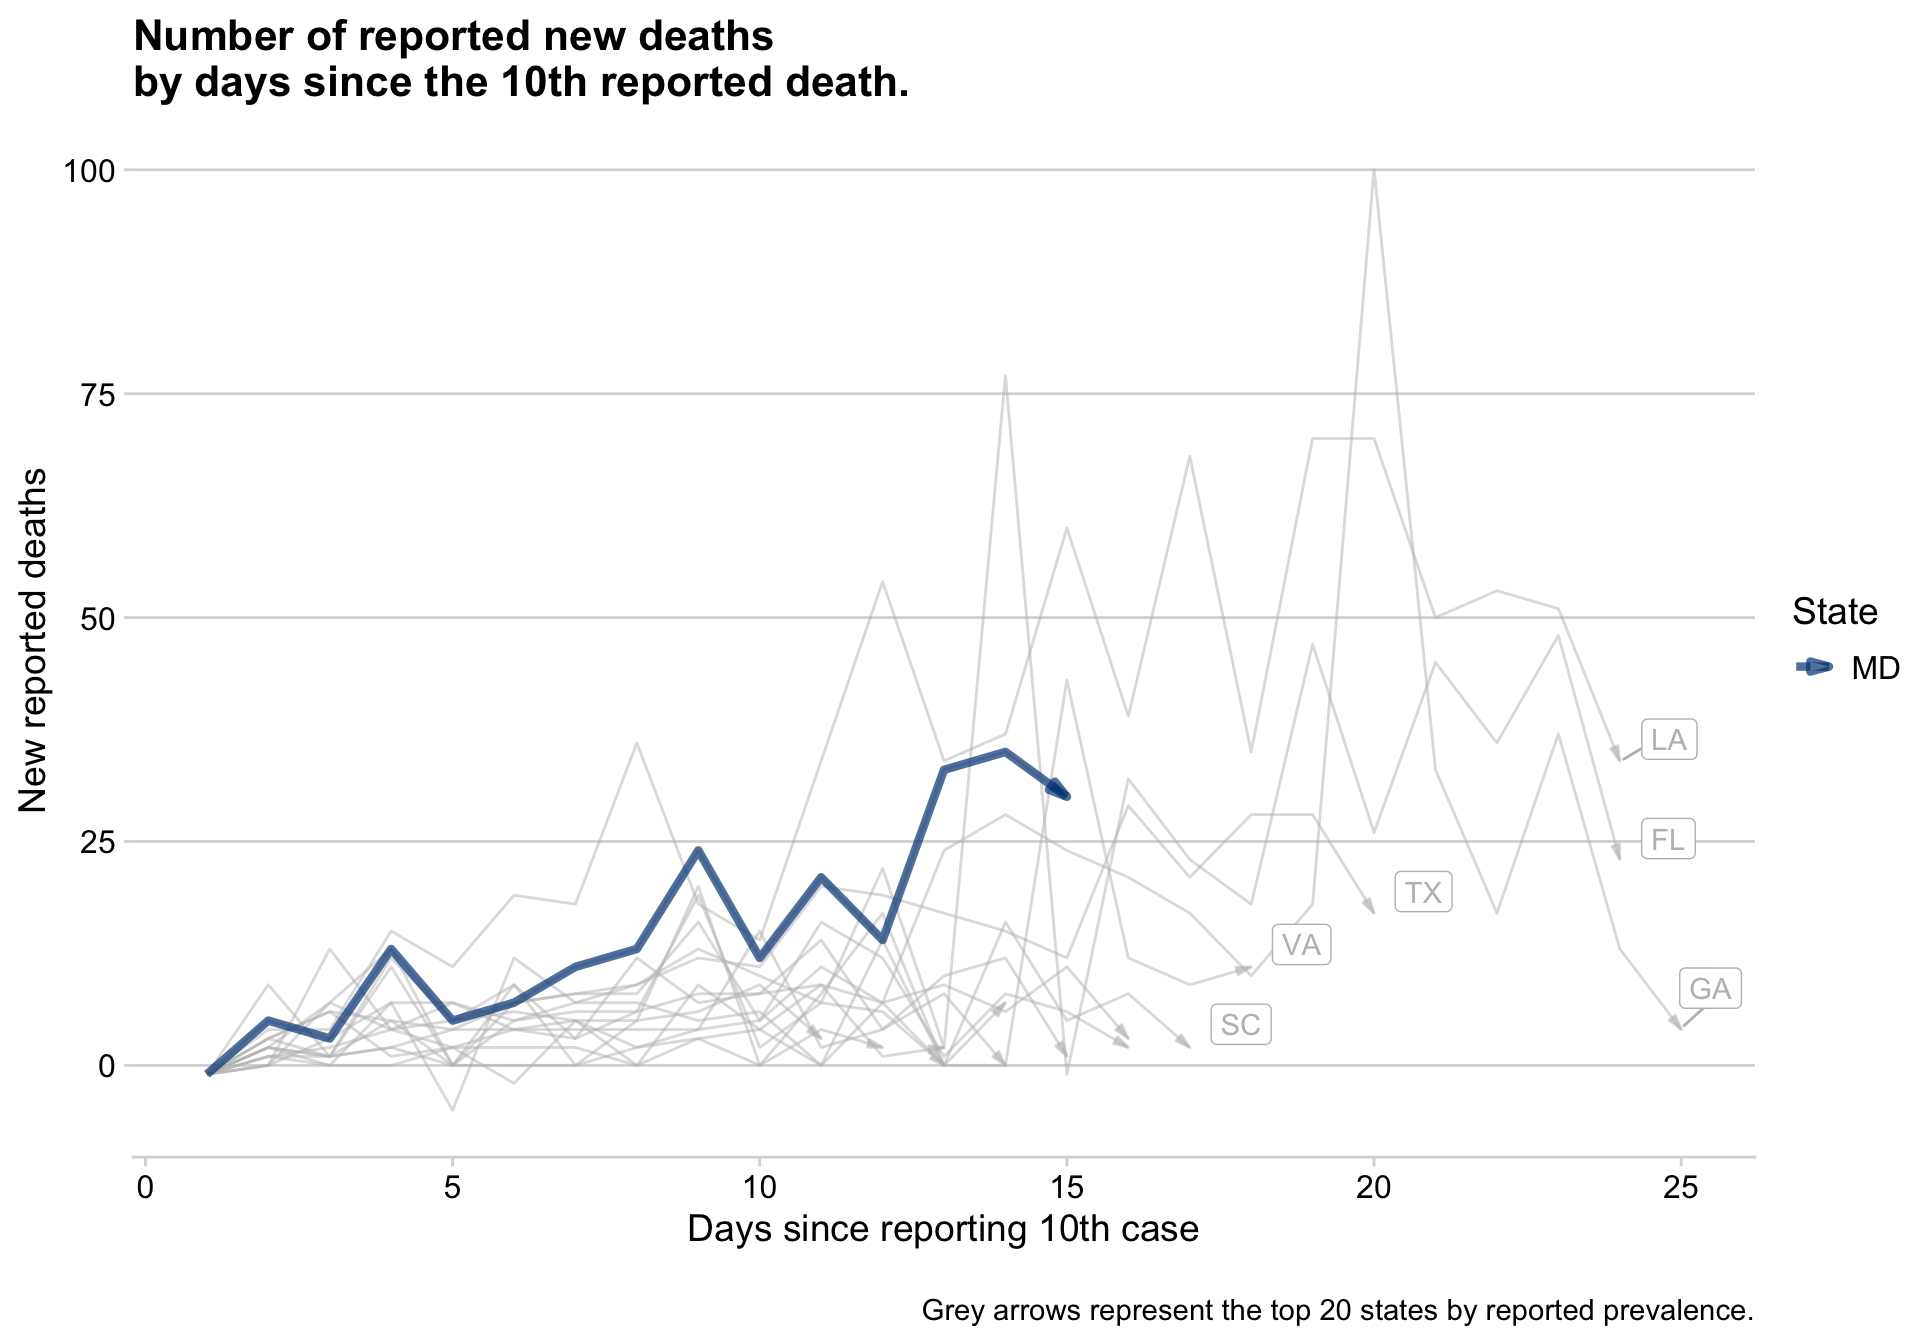 Number of reported new deaths
by days since the 10th reported death.
100
75
50
25
0
New reported deaths
LA
FL
TX
VA
GA
SC
State
MD
0 5 10 15 20 25
Days since reporting 10th case
Grey arrows represent the top 20 states by reported prevalence.